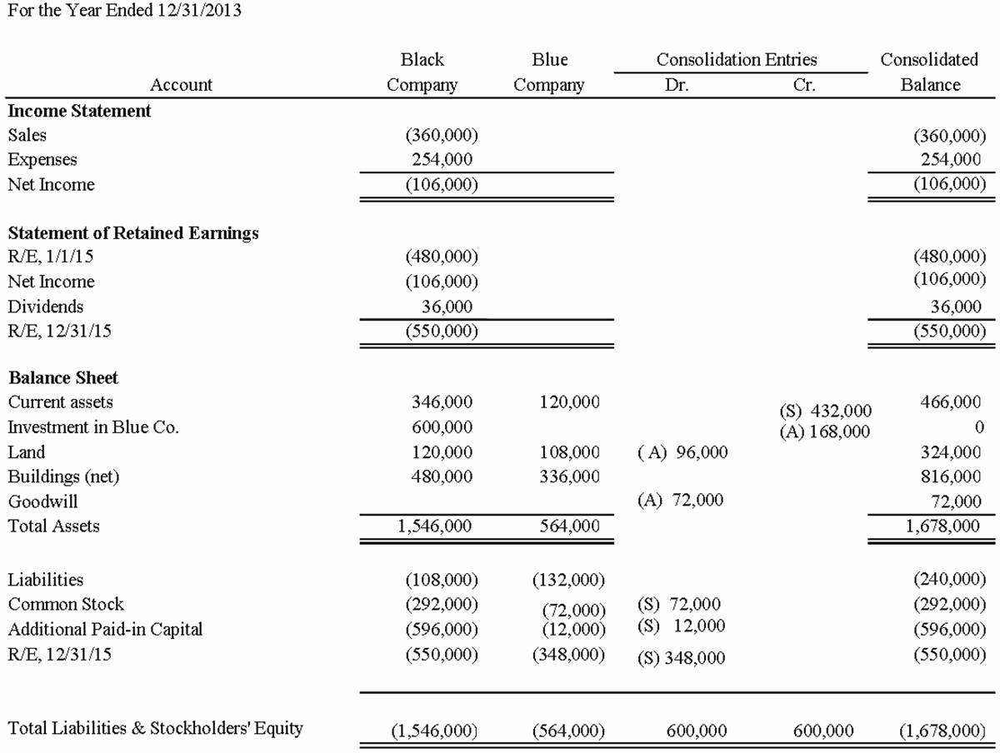 For the Year Ended 12/31/2013
Black Blue Consolidation Entries Consolidated
Account Company Company Dr. Cr. Balance
Income Statement
Sales (360,000) (360,000)
Expenses 254,000 254,000
Net Income (106,000) (106,000)
Statement of Retained Earnings
R/E, 1/1/15 (480,000) (480,000)
Net Income (106,000) (106,000)
Dividends 36,000 36,000
R/E, 12/31/15 (550,000) (550,000)
Balance Sheet
Current assets 346,000 120,000 (S) 432,000 466,000
Investment in Blue Co. 600,000 (A) 168,000 0
Land 120,000 108,000 ( A) 96,000 324,000
Buildings (net) 480,000 336,000 816,000
Goodwill (A) 72,000 72,000
Total Assets 1,546,000 564,000 1,678,000
Liabilities (108,000) (132,000) (240,000)
Common Stock (292,000) (72,000) (S) 72,000 (292,000)
Additional Paid-in Capital (596,000) (12,000) (S) 12,000 (596,000)
R/E, 12/31/15 (550,000) (348,000) (S) 348,000 (550,000)
Total Liabilities & Stockholders' Equity (1,546,000) (564,000) 600,000 600,000 (1,678,000)